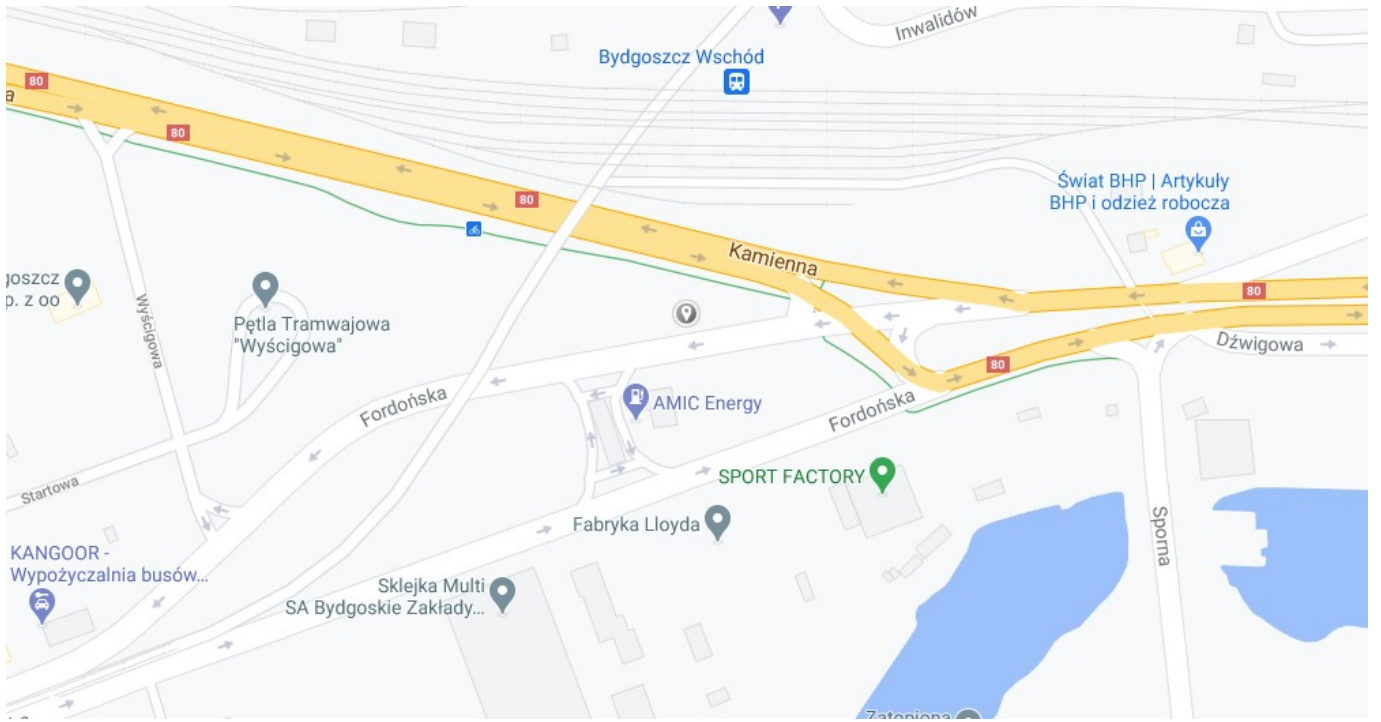 Inwalidów
Bydgoszcz Wschód
80
80
80
Świat BHP | Artykuły
BHP i odzież robocza
Kamienna
goszcz
p. z oo
Wyścigowa
Pętla Tramwajowa
"Wyścigowa"
80
Dźwigowa
80
Fordońska
AMIC Energy
Fordońska
SPORT FACTORY
Startowa
Fabryka Lloyda
Sporna
KANGOOR -
Wypożyczalnia busów...
Sklejka Multi
SA Bydgoskie Zakłady...
Zatopiona